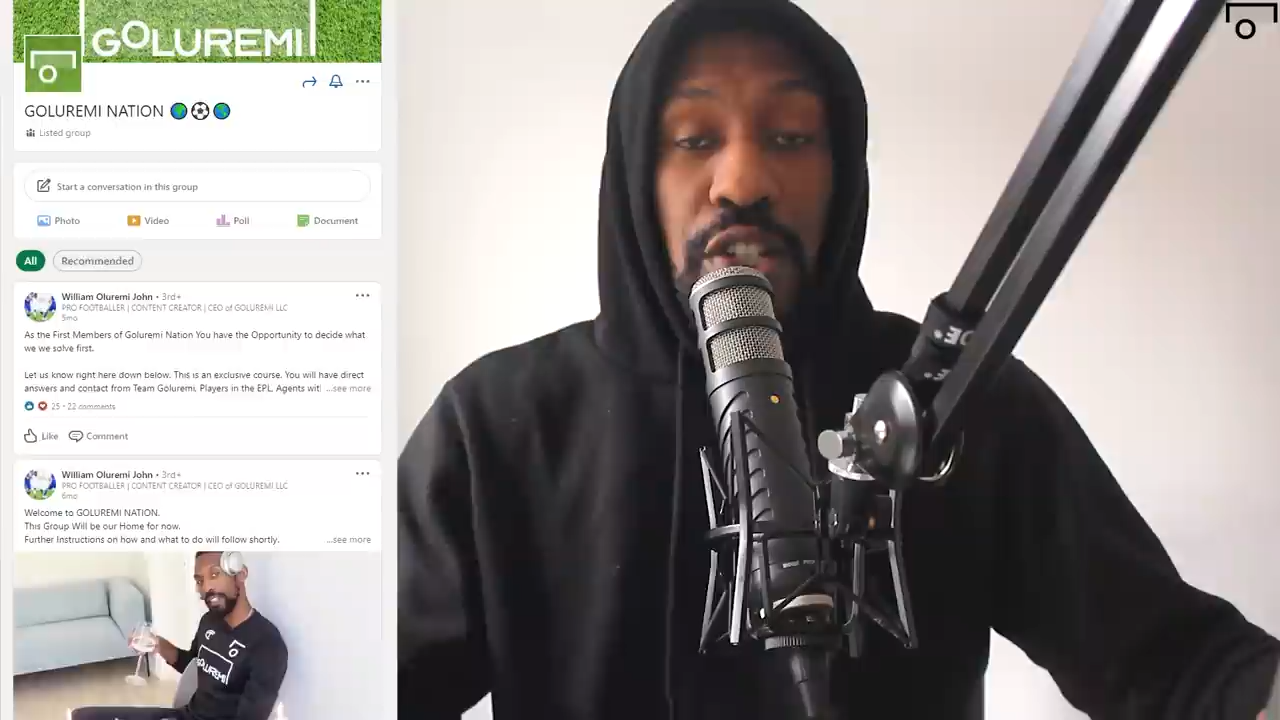 GOLUREMI
GOLUREMI NATION
Listed group
Start a conversation in this group
Photo
Video
Poll
Document
All
Recommended
William Oluremi John • 3rd+
PRO FOOTBALLER | CONTENT CREATOR | CEO of GOLUREMI LLC
5mo
As the First Members of Goluremi Nation You have the Opportunity to decide what
we we solve first.
Let us know right here down below. This is an exclusive course. You will have direct
answers and contact from Team Goluremi, Players in the EPL, Agents wit ...see more
25 • 22 comments
Like
Comment
William Oluremi John • 3rd+
PRO FOOTBALLER | CONTENT CREATOR | CEO of GOLUREMI LLC
6mo
Welcome to GOLUREMI NATION.
This Group Will be our Home for now.
Further Instructions on how and what to do will follow shortly.
...see more
GOLUREMI